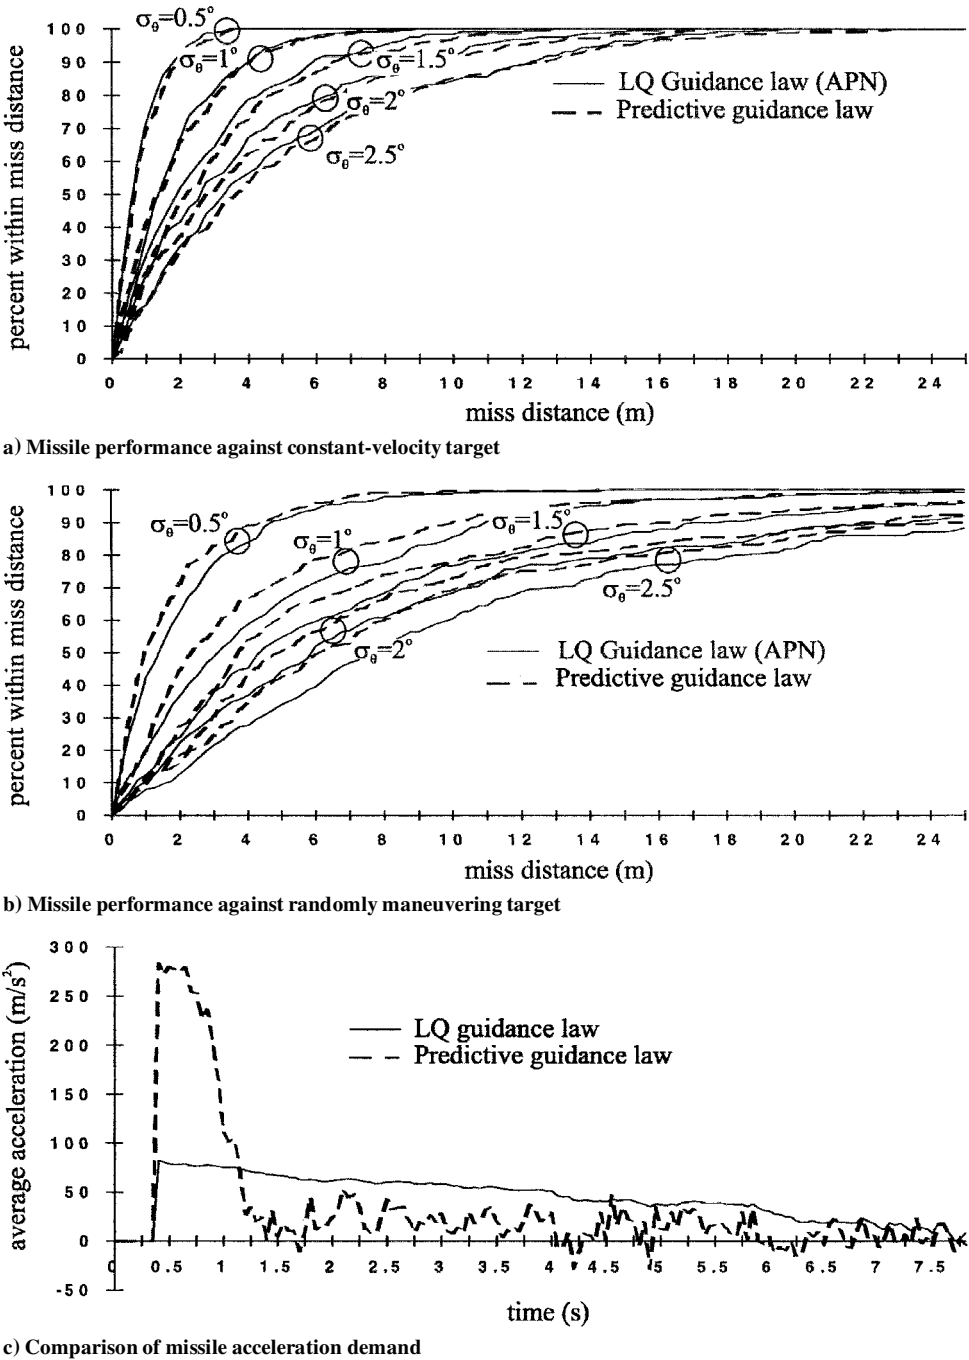 σθ=0.5°
σθ=1°
σθ=1.5°
σθ=2°
σθ=2.5°
LQ Guidance law (APN)
Predictive guidance law
percent within miss distance
100
90
80
70
60
50
40
30
20
10
0
0 2 4 6 8 10 12 14 16 18 20 22 24
miss distance (m)
a) Missile performance against constant-velocity target
σθ=0.5°
σθ=1°
σθ=1.5°
σθ=2.5°
σθ=2°
LQ Guidance law (APN)
Predictive guidance law
percent within miss distance
100
90
80
70
60
50
40
30
20
10
0
0 2 4 6 8 10 12 14 16 18 20 22 24
miss distance (m)
b) Missile performance against randomly maneuvering target
average acceleration (m/s²)
300
250
200
150
100
50
0
-50
LQ guidance law
Predictive guidance law
0 0.5 1 1.5 2 2.5 3 3.5 4 4.5 5 5.5 6 6.5 7 7.5
time (s)
c) Comparison of missile acceleration demand